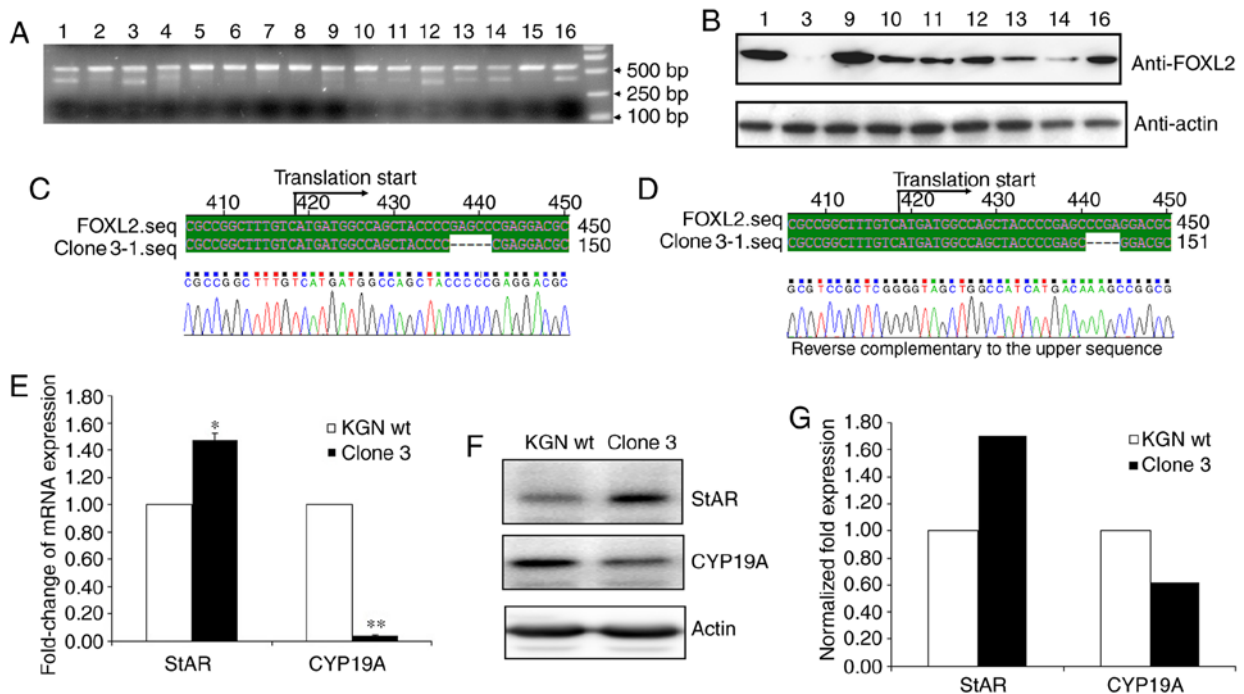 A
1 2 3 4 5 6 7 8 9 10 11 12 13 14 15 16
500 bp
250 bp
100 bp
B
1 3 9 10 11 12 13 14 16
Anti-FOXL2
Anti-actin
C
Translation start
410 420 430 440 450
FOXL2.seq CGCCGGCTTTGTCATGATGGCCAGCTACCCCGAGCCCGAGGACGC 450
Clone 3-1.seq CGCCGGCTTTGTCATGATGGCCAGCTACCCC-----CGAGGACGC 150
CGCCGGCTTTGTCATGATGGCCAGCTACCCCCGAGGACGC
D
Translation start
410 420 430 440 450
FOXL2.seq CGCCGGCTTTGTCATGATGGCCAGCTACCCCGAGCCCGAGGACGC 450
Clone 3-1.seq CGCCGGCTTTGTCATGATGGCCAGCTACCCCGAGC----GGACGC 151
GCGTCCGCTCGGGGTAGCTGGCCATCATGACAAAGCCGGCG
Reverse complementary to the upper sequence
E
Fold-change of mRNA expression
1.80
1.60
1.40
1.20
1.00
0.80
0.60
0.40
0.20
0.00
*
**
KGN wt
Clone 3
StAR CYP19A
F
KGN wt Clone 3
StAR
CYP19A
Actin
G
Normalized fold expression
1.80
1.60
1.40
1.20
1.00
0.80
0.60
0.40
0.20
0.00
KGN wt
Clone 3
StAR CYP19A